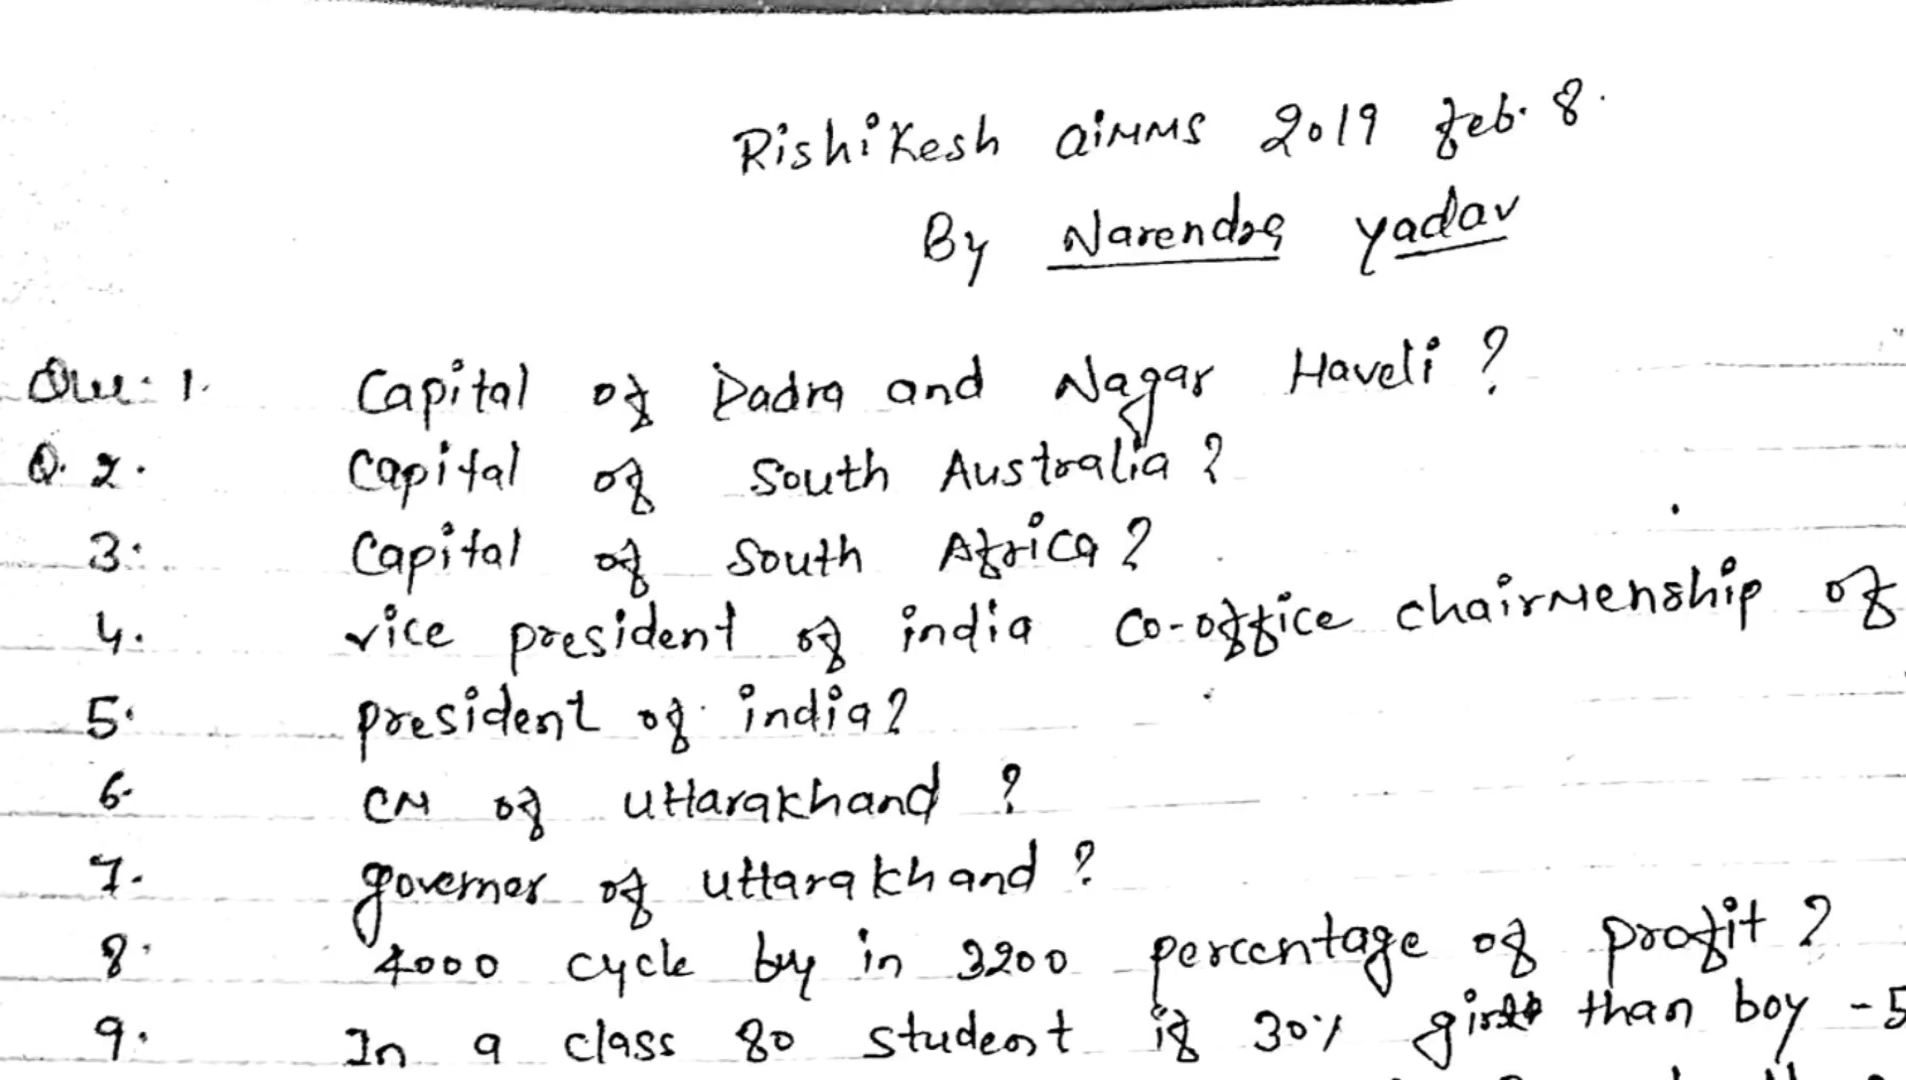 Rishikesh aiMMS 2019 feb. 8.
By Narendra Yadav
Que. 1. Capital of Dadra and Nagar Haveli ?
Q. 2. Capital of South Australia ?
3. Capital of South Africa ?
4. vice president of india co-office chairmenship of
5. president of india ?
6. CM of uttarakhand ?
7. governer of uttarakhand ?
8. 4000 cycle by in 3200 percentage of profit ?
9. In a class 80 student if 30% girls than boy - 5